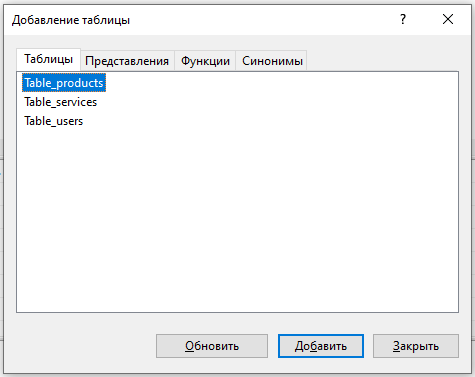 Добавление таблицы
Таблицы Представления Функции Синонимы
Table_products
Table_services
Table_users
Обновить Добавить Закрыть